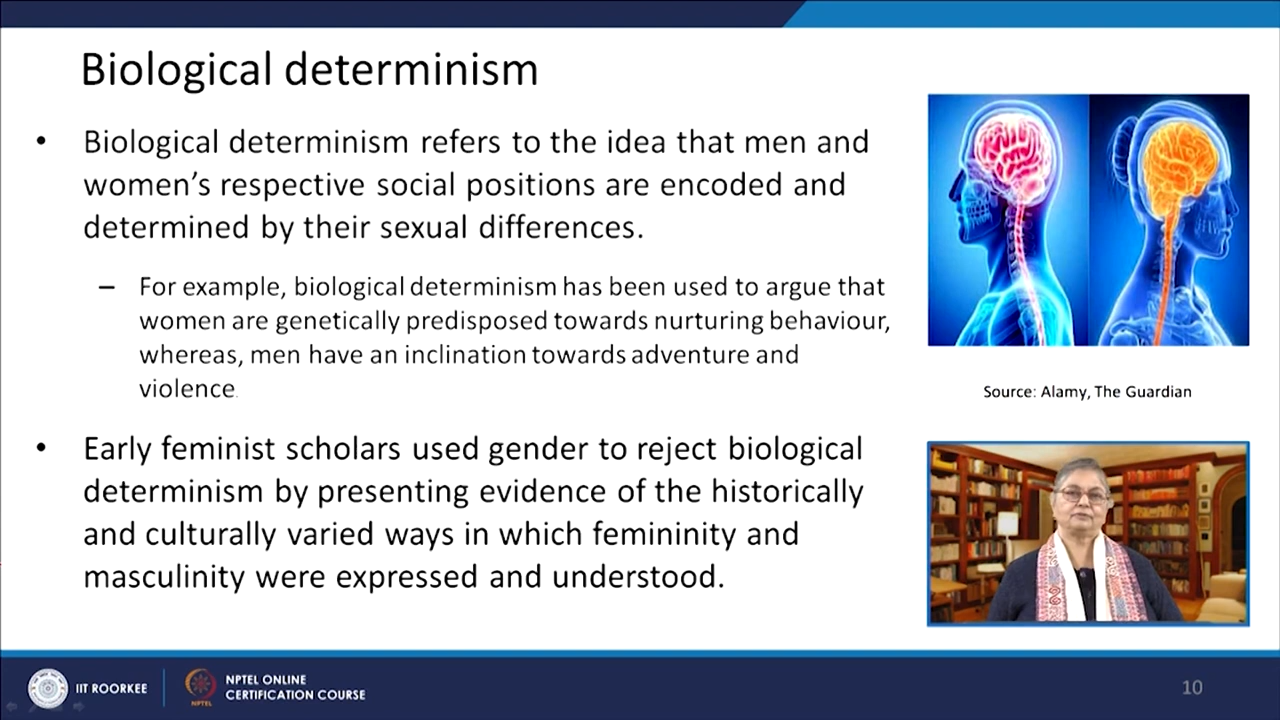 Biological determinism
• Biological determinism refers to the idea that men and
women’s respective social positions are encoded and
determined by their sexual differences.
– For example, biological determinism has been used to argue that
women are genetically predisposed towards nurturing behaviour,
whereas, men have an inclination towards adventure and
violence.
• Early feminist scholars used gender to reject biological
determinism by presenting evidence of the historically
and culturally varied ways in which femininity and
masculinity were expressed and understood.
Source: Alamy, The Guardian
IIT ROORKEE
NPTEL
NPTEL ONLINE
CERTIFICATION COURSE
10